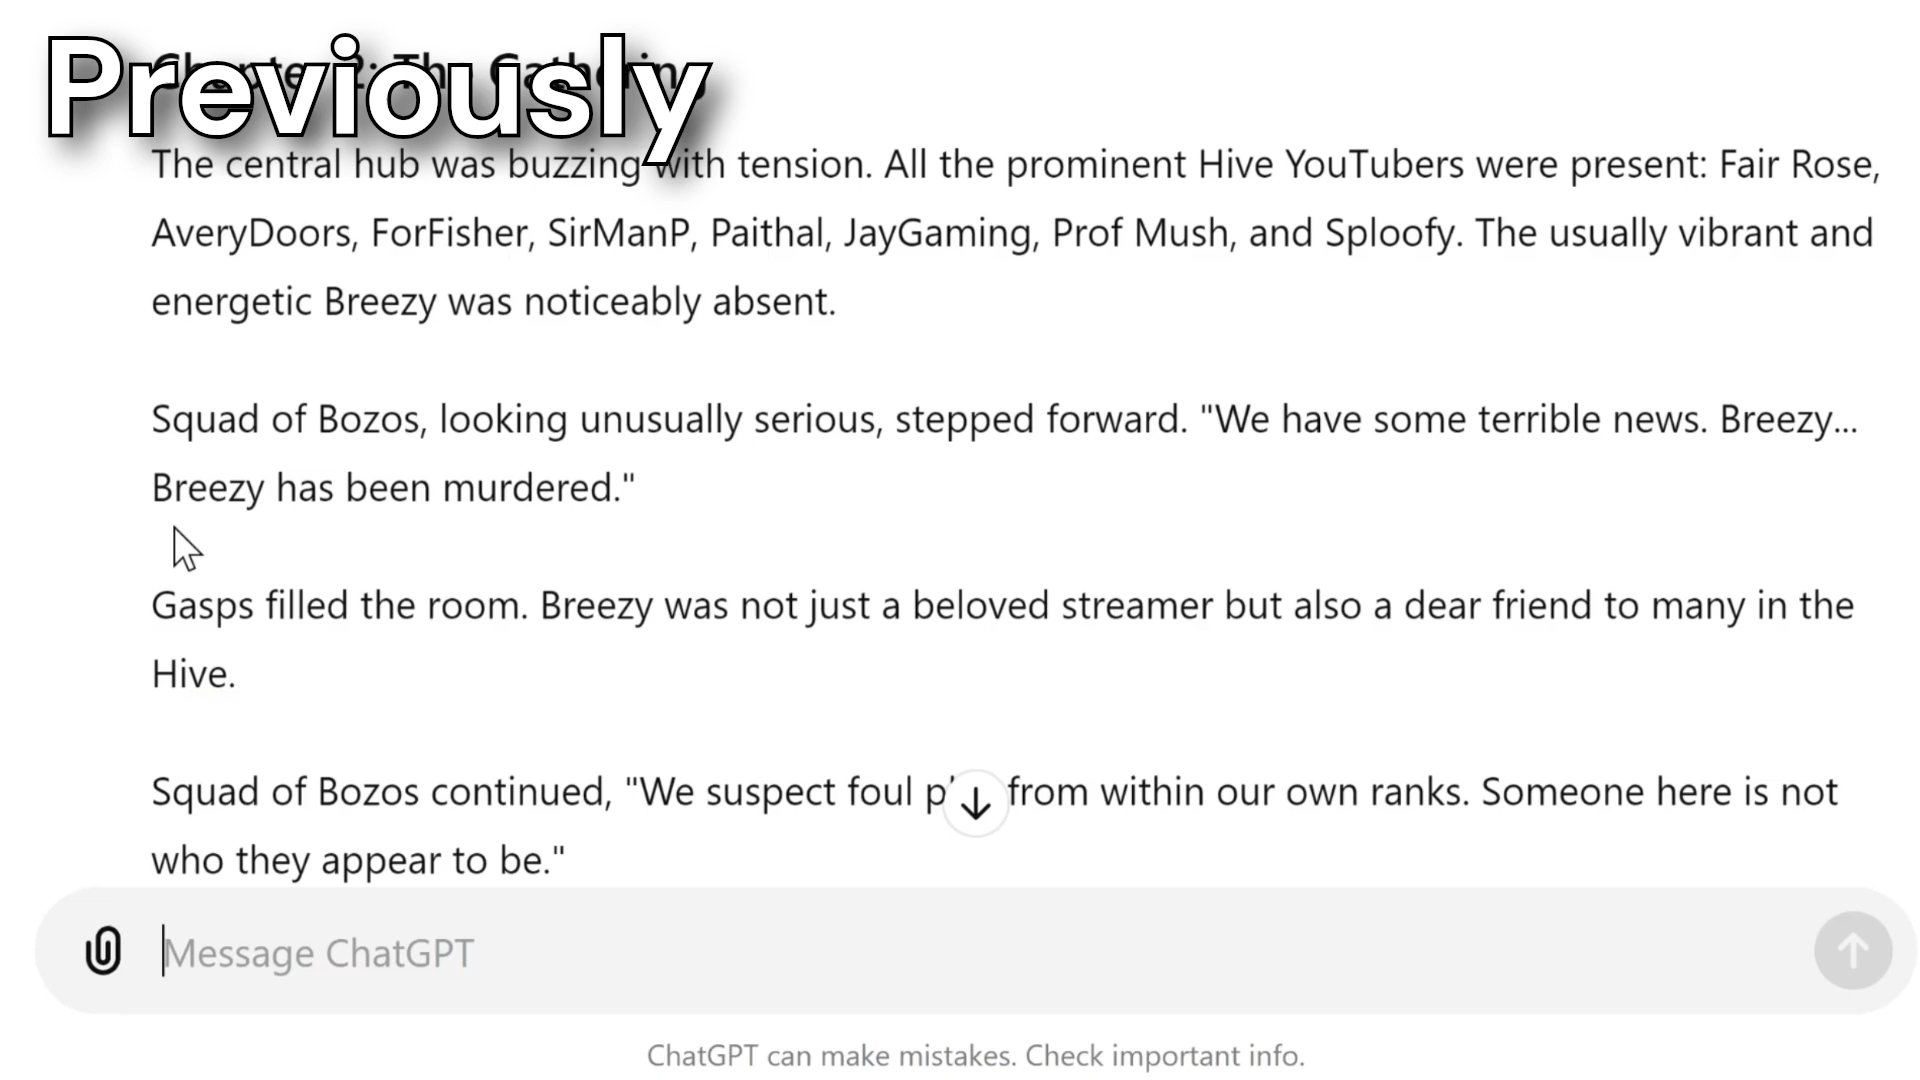 Previously
Chapter 2: The Gathering
The central hub was buzzing with tension. All the prominent Hive YouTubers were present: Fair Rose,
AveryDoors, ForFisher, SirManP, Paithal, JayGaming, Prof Mush, and Sploofy. The usually vibrant and
energetic Breezy was noticeably absent.
Squad of Bozos, looking unusually serious, stepped forward. "We have some terrible news. Breezy...
Breezy has been murdered."
Gasps filled the room. Breezy was not just a beloved streamer but also a dear friend to many in the
Hive.
Squad of Bozos continued, "We suspect foul from within our own ranks. Someone here is not
who they appear to be."
Message ChatGPT
ChatGPT can make mistakes. Check important info.